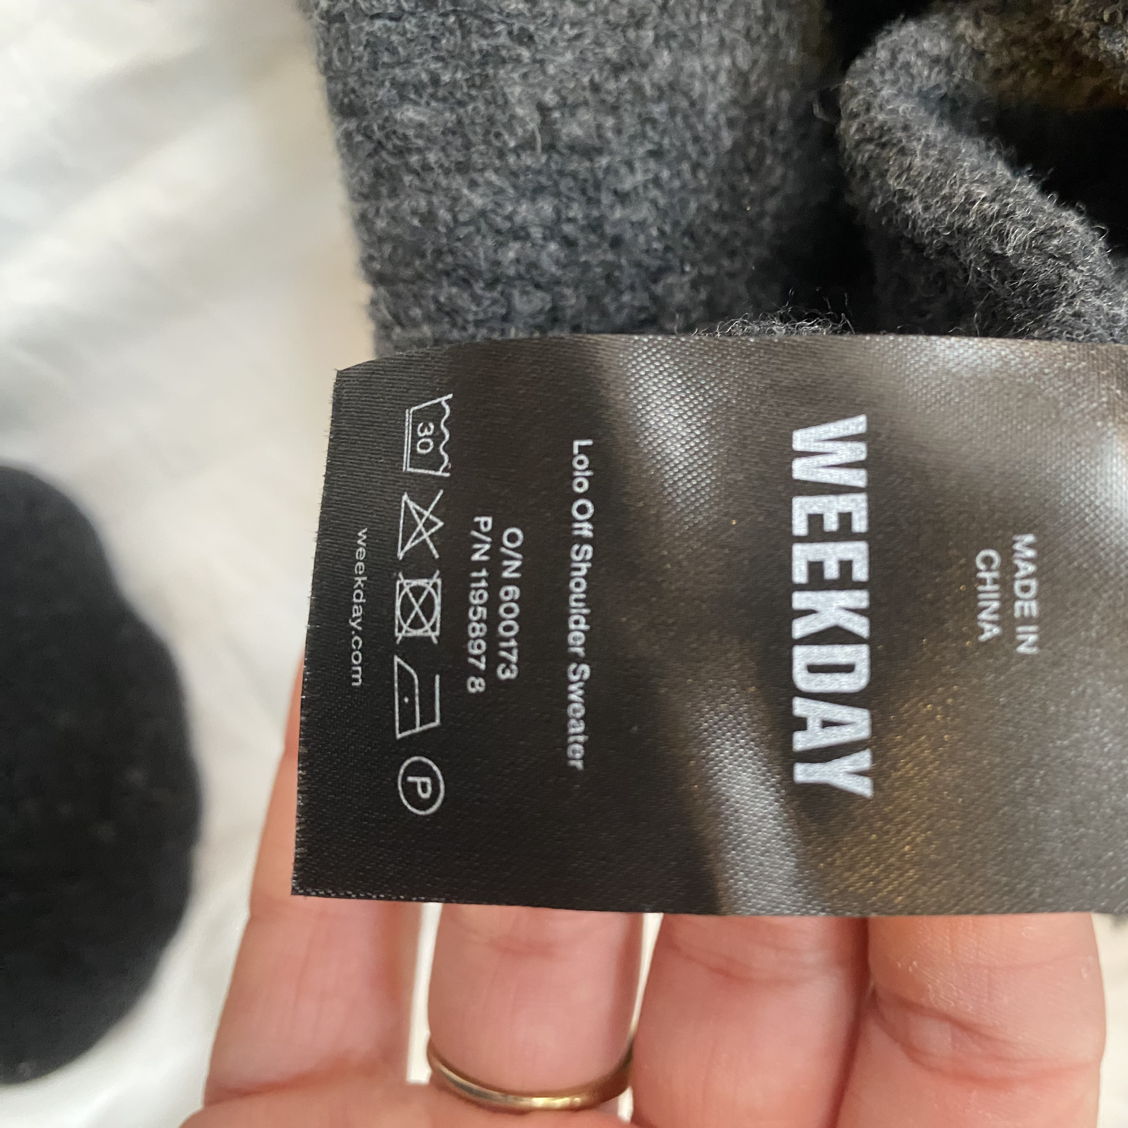 MADE IN
CHINA
WEEKDAY
Lolo Off Shoulder Sweater
O/N 600173
P/N 1195897 8
30
P
weekday.com